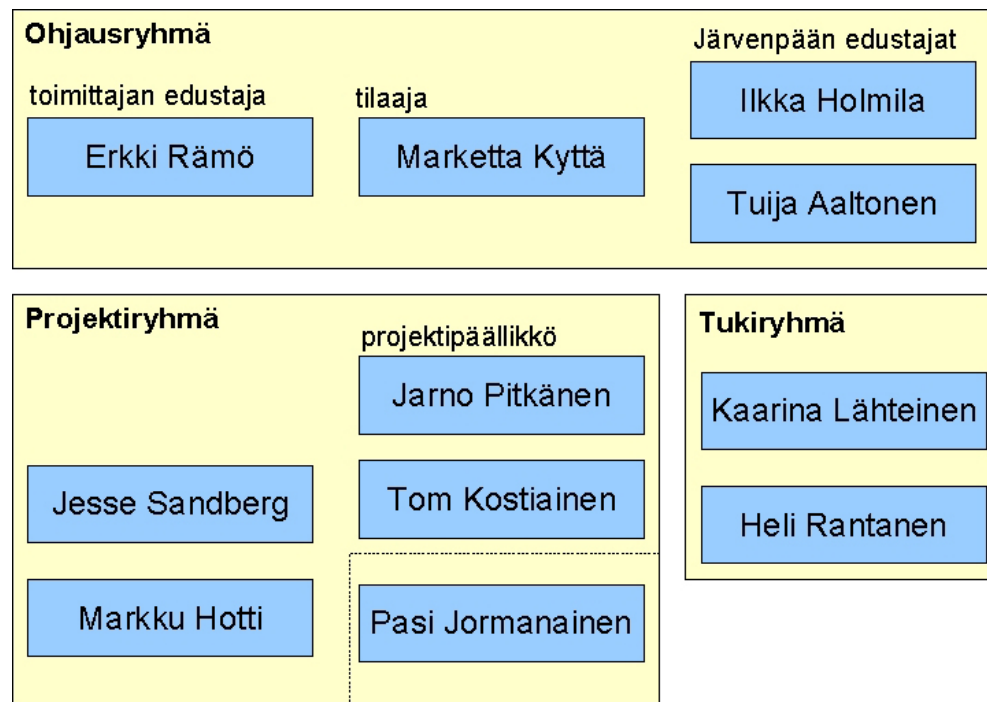 Ohjausryhmä
toimittajan edustaja
Erkki Rämö
tilaaja
Marketta Kyttä
Järvenpään edustajat
Ilkka Holmila
Tuija Aaltonen
Projektiryhmä
projektipäällikkö
Jarno Pitkänen
Jesse Sandberg
Tom Kostiainen
Markku Hotti
Pasi Jormanainen
Tukiryhmä
Kaarina Lähteinen
Heli Rantanen